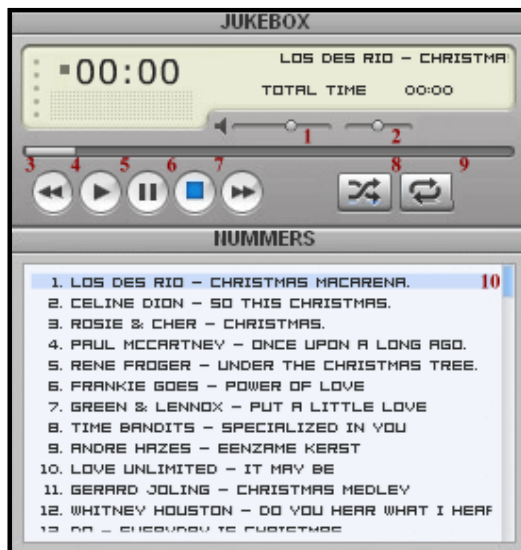 JUKEBOX
00:00
LOS DES RIO - CHRISTMA
TOTAL TIME 00:00
1 2
3 4 5 6 7 8 9
NUMMERS
1. LOS DES RIO - CHRISTMAS MACARENA. 10
2. CELINE DION - SO THIS CHRISTMAS.
3. ROSIE & CHER - CHRISTMAS.
4. PAUL MCCARTNEY - ONCE UPON A LONG AGO.
5. RENE FROGER - UNDER THE CHRISTMAS TREE.
6. FRANKIE GOES - POWER OF LOVE
7. GREEN & LENNOX - PUT A LITTLE LOVE
8. TIME BANDITS - SPECIALIZED IN YOU
9. ANDRE HAZES - EENZAME KERST
10. LOVE UNLIMITED - IT MAY BE
11. GERARD JOLING - CHRISTMAS MEDLEY
12. WHITNEY HOUSTON - DO YOU HEAR WHAT I HEAR